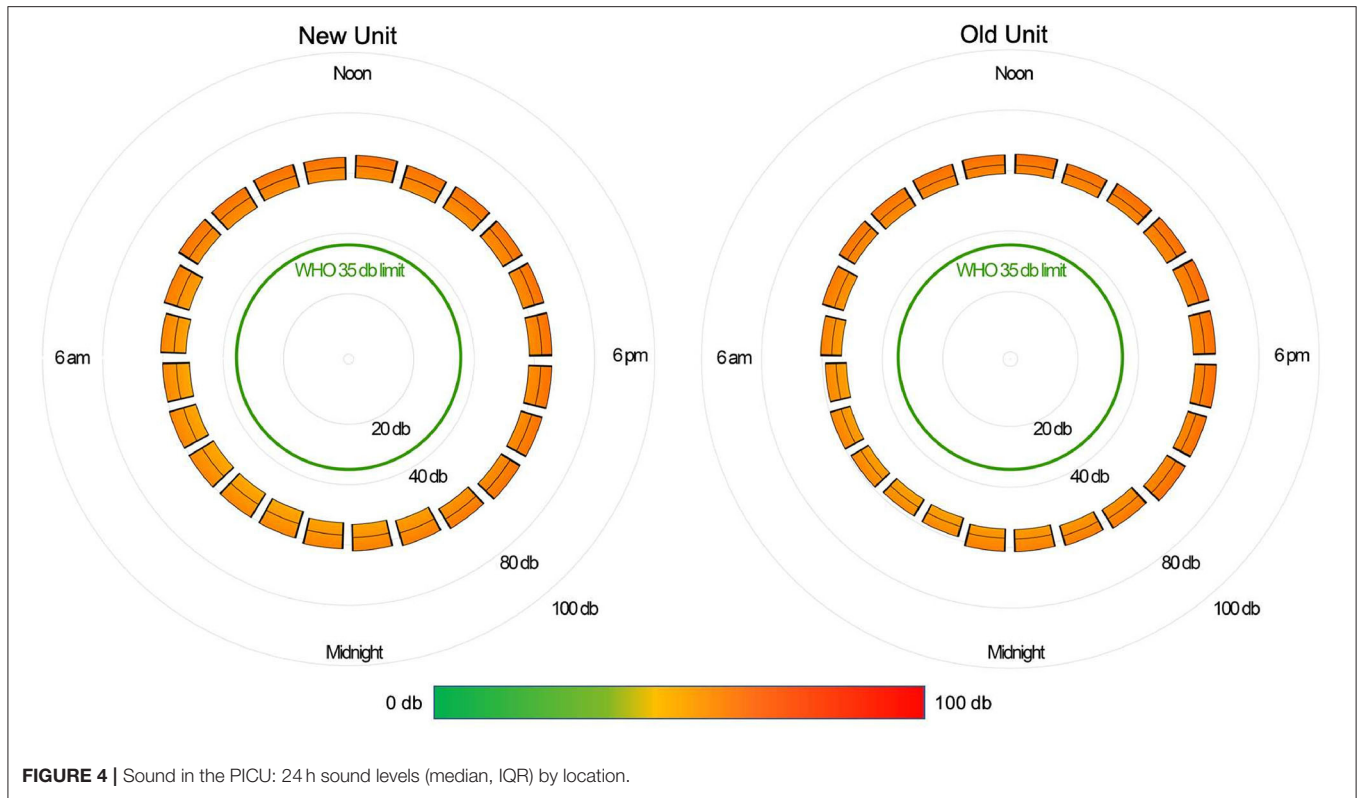 New Unit
Old Unit
Noon
Noon
WHO 35 db limit
WHO 35 db limit
6 am
6 pm
6 am
6 pm
20 db
20 db
40 db
40 db
80 db
80 db
100 db
100 db
Midnight
Midnight
0 db
100 db
FIGURE 4 | Sound in the PICU: 24 h sound levels (median, IQR) by location.